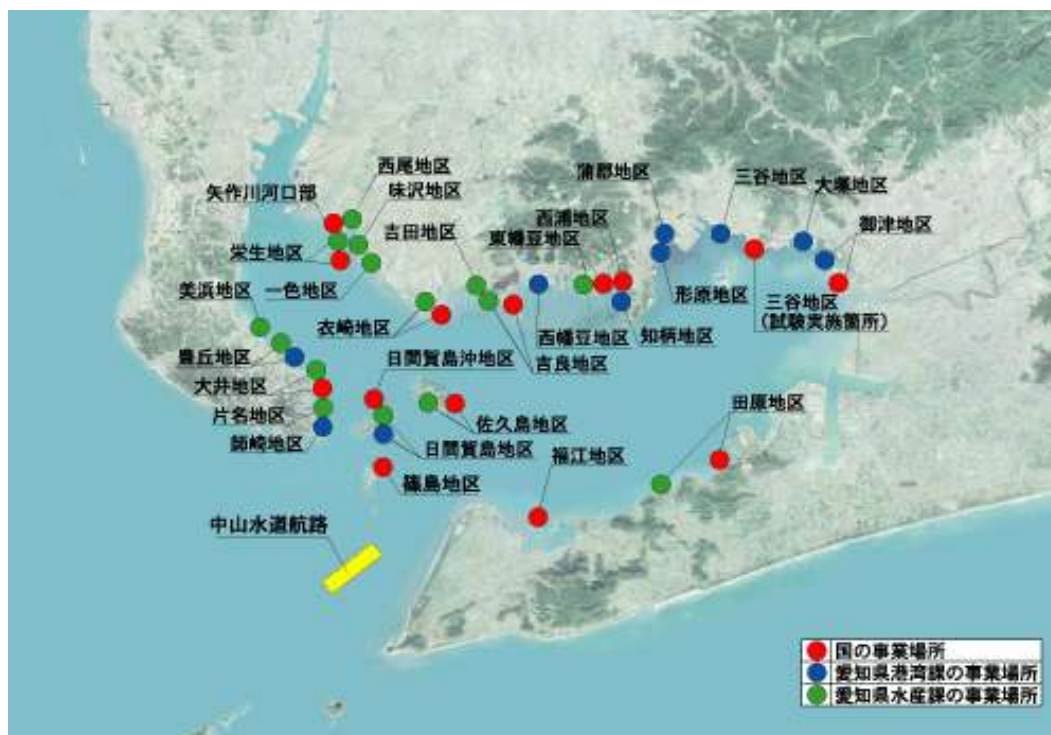 西尾地区
矢作川河口部
味沢地区
吉田地区
栄生地区
一色地区
美浜地区
衣崎地区
豊丘地区
大井地区
片名地区
師崎地区
日間賀島沖地区
佐久島地区
日間賀島地区
篠島地区
中山水道航路
蒲郡地区
西浦地区
東幡豆地区
三谷地区
大塚地区
御津地区
形原地区
三谷地区
(試験実施箇所)
知柄地区
西幡豆地区
吉良地区
田原地区
福江地区
国の事業場所
愛知県港湾課の事業場所
愛知県水産課の事業場所